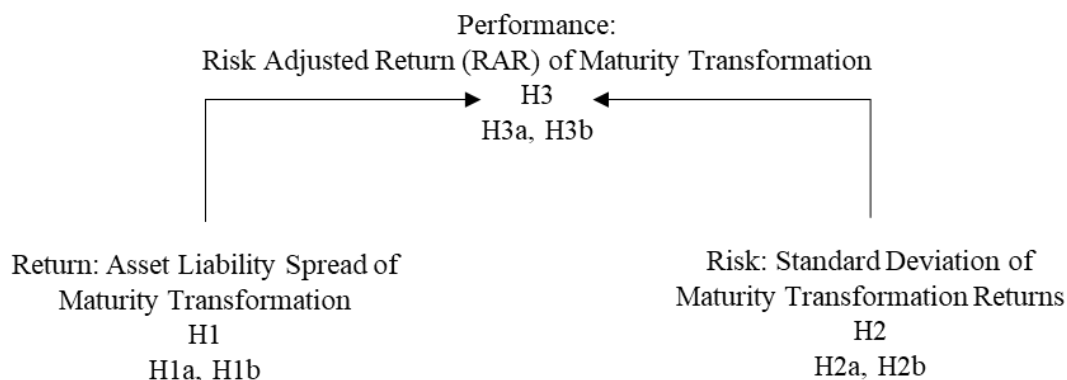 Performance:
Risk Adjusted Return (RAR) of Maturity Transformation
H3
H3a, H3b
Return: Asset Liability Spread of
Maturity Transformation
H1
H1a, H1b
Risk: Standard Deviation of
Maturity Transformation Returns
H2
H2a, H2b